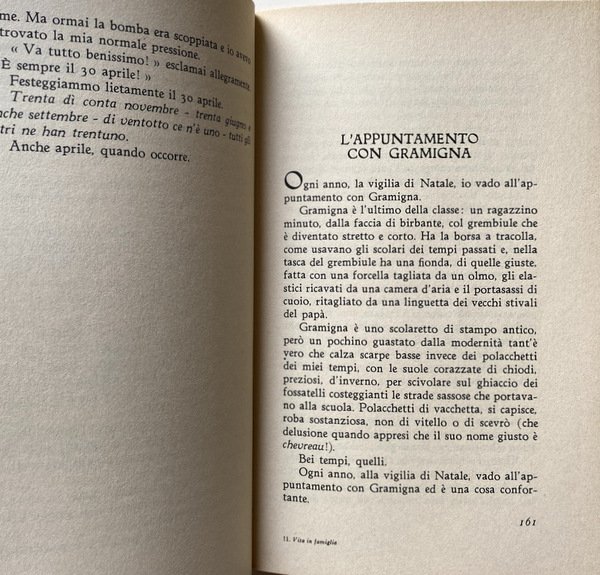 me. Ma ormai la bomba era scoppiata e io avevo
trovato la mia normale pressione.
« Va tutto benissimo! » esclamai allegramente.
È sempre il 30 aprile! »
Festeggiammo lietamente il 30 aprile.
Trenta dì conta novembre - trenta giugno e
che settembre - di ventotto ce n'è uno - tutti gli
tri ne han trentuno.
Anche aprile, quando occorre.
L'APPUNTAMENTO
CON GRAMIGNA
Ogni anno, la vigilia di Natale, io vado all'ap-
puntamento con Gramigna.
Gramigna è l'ultimo della classe: un ragazzino
minuto, dalla faccia di birbante, col grembiule che
è diventato stretto e corto. Ha la borsa a tracolla,
come usavano gli scolari dei tempi passati e, nella
tasca del grembiule ha una fionda, di quelle giuste,
fatta con una forcella tagliata da un olmo, gli ela-
stici ricavati da una camera d'aria e il portasassi di
cuoio, ritagliato da una linguetta dei vecchi stivali
del papà.
Gramigna è uno scolaretto di stampo antico,
però un pochino guastato dalla modernità tant'è
vero che calza scarpe basse invece dei polacchetti
dei miei tempi, con le suole corazzate di chiodi,
preziosi, d'inverno, per scivolare sul ghiaccio dei
fossatelli costeggianti le strade sassose che portava-
no alla scuola. Polacchetti di vacchetta, si capisce,
roba sostanziosa, non di vitello o di scevrò (che
delusione quando appresi che il suo nome giusto è
chevreau!).
Bei tempi, quelli.
Ogni anno, alla vigilia di Natale, vado all'ap-
puntamento con Gramigna ed è una cosa confor-
tante.
161
11. Vita in famiglia